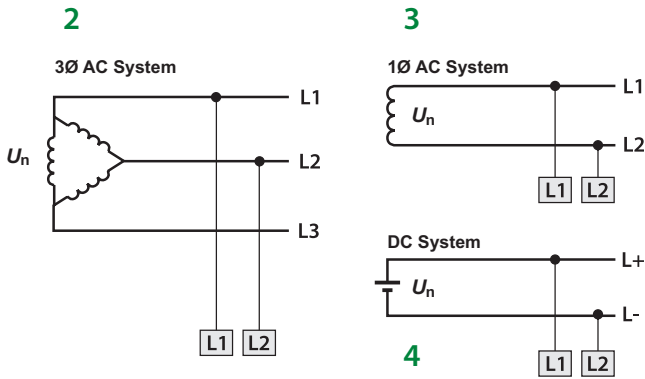 2
3Ø AC System
Un
L1
L2
L3
L1 L2
3
1Ø AC System
Un
L1
L2
L1 L2
DC System
Un
L+
L-
4
L1 L2